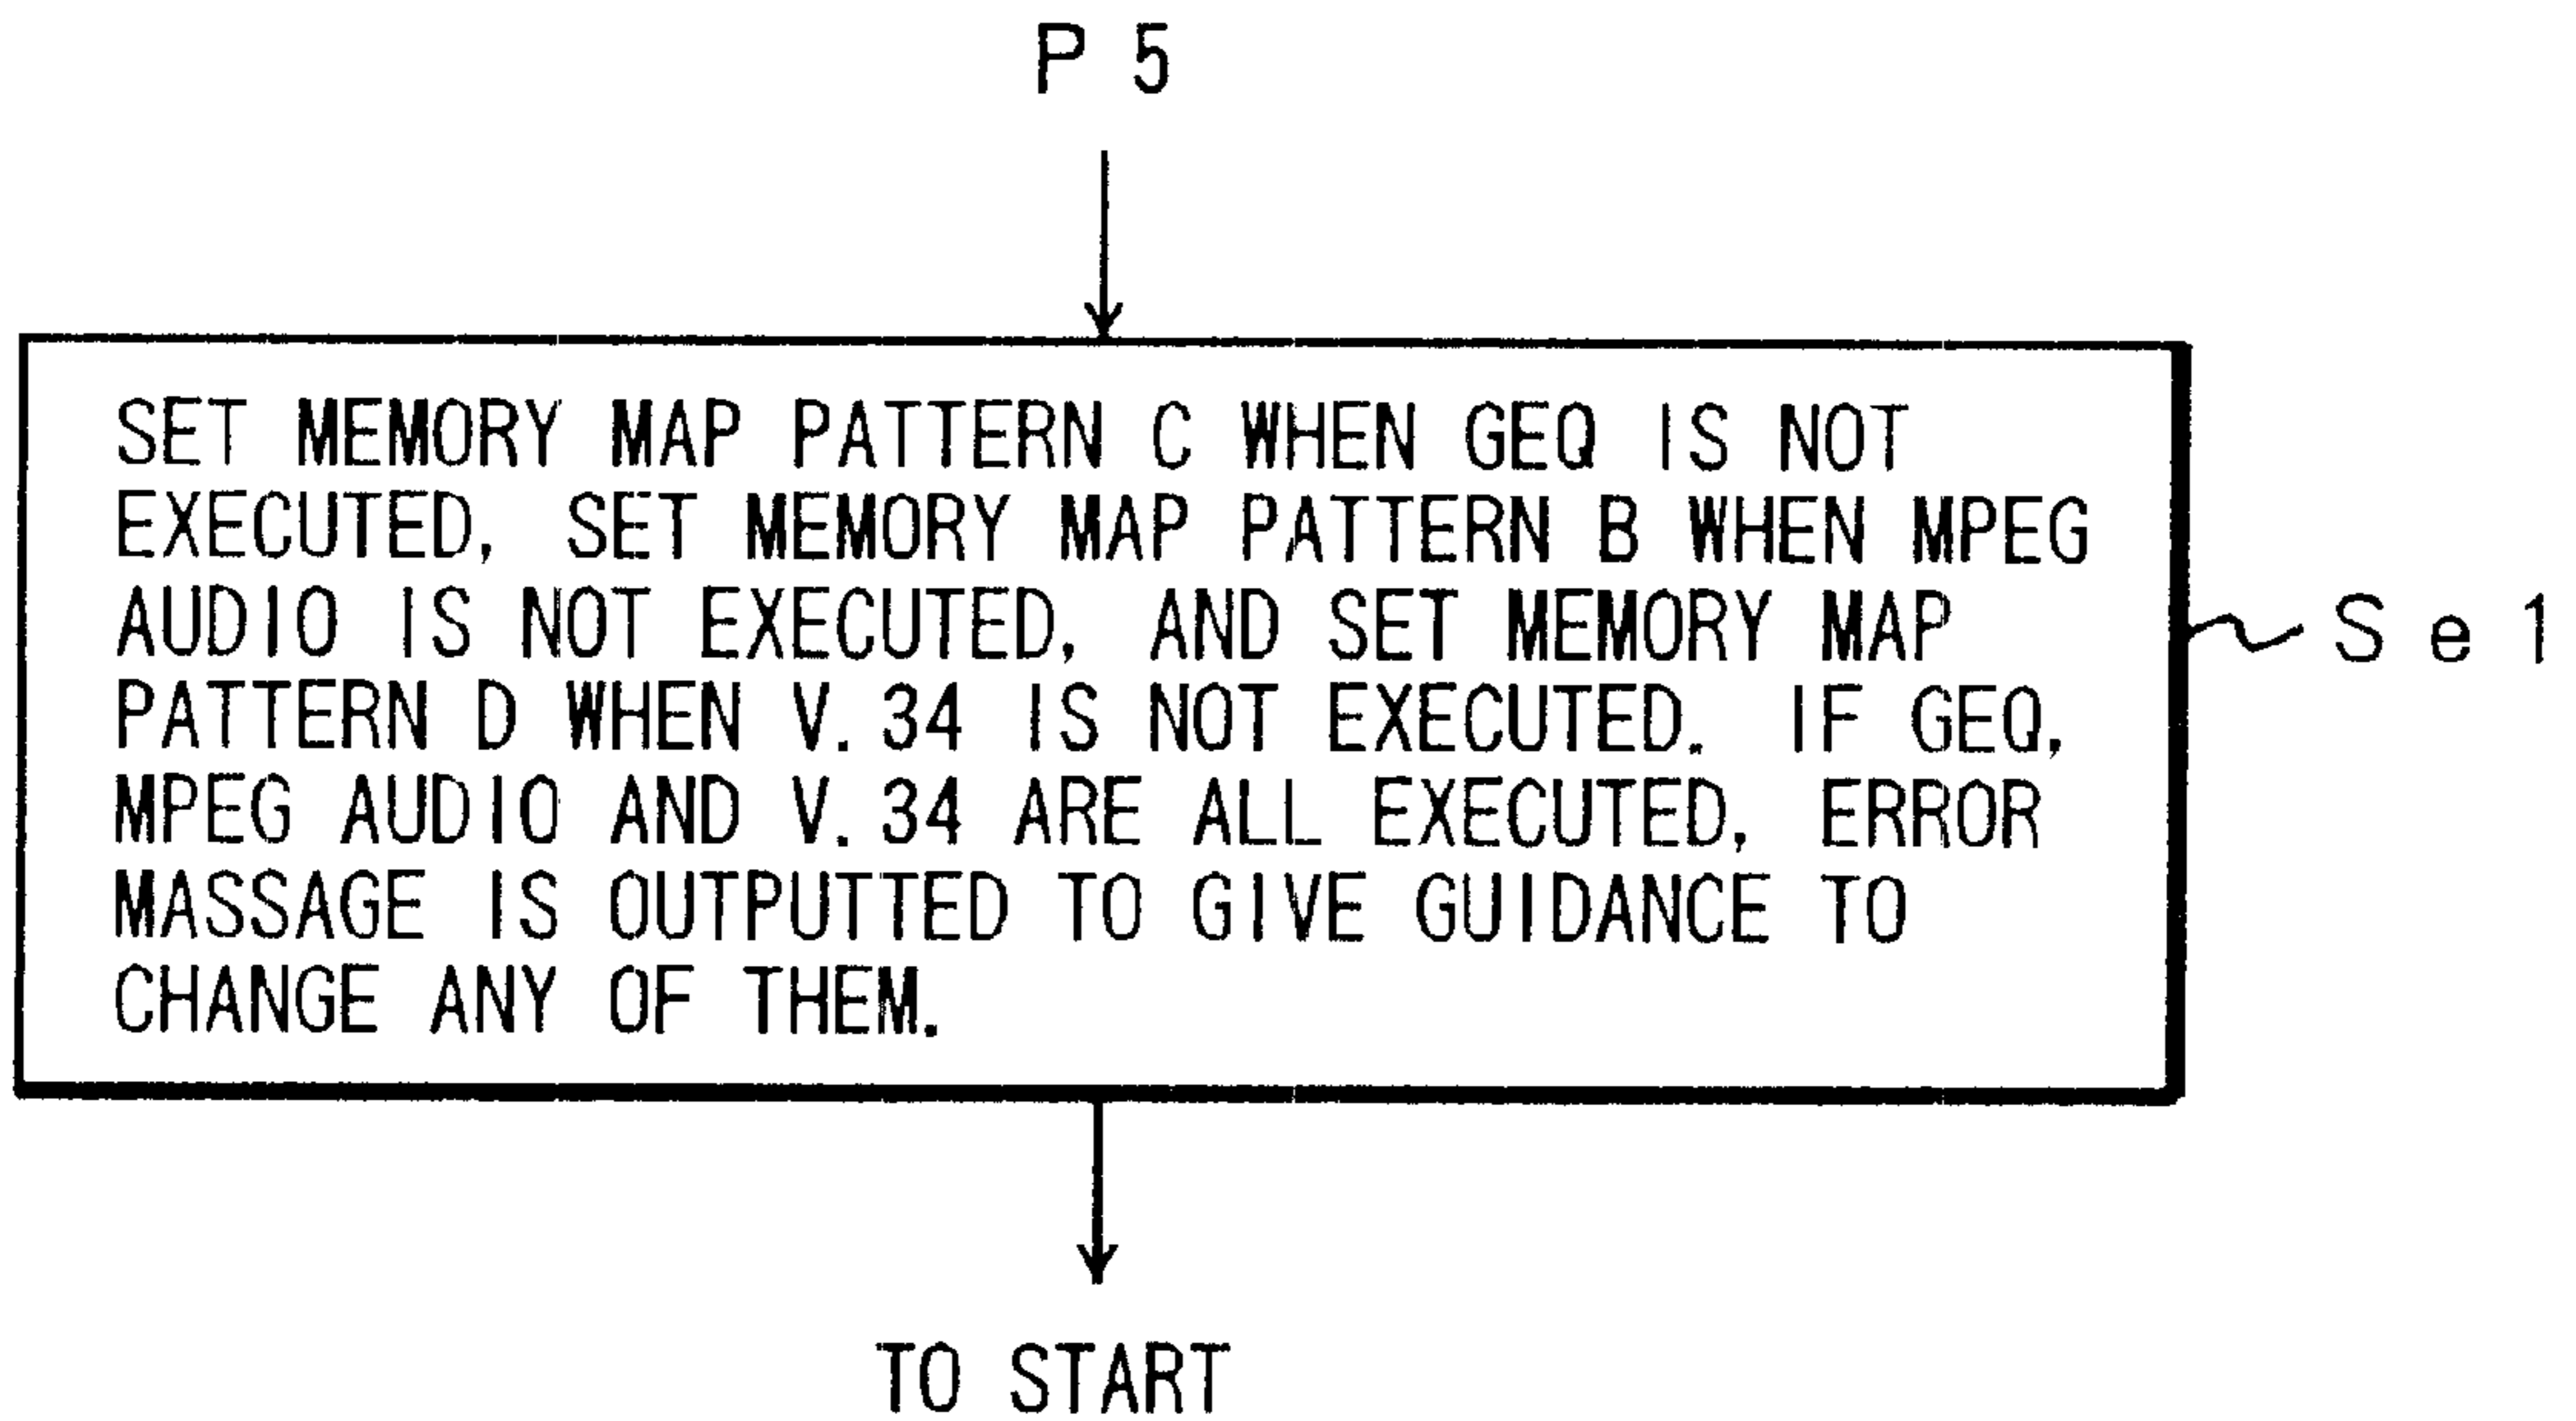 P 5
SET MEMORY MAP PATTERN C WHEN GEQ IS NOT
EXECUTED, SET MEMORY MAP PATTERN B WHEN MPEG
AUDIO IS NOT EXECUTED, AND SET MEMORY MAP
PATTERN D WHEN V.34 IS NOT EXECUTED. IF GEQ,
MPEG AUDIO AND V.34 ARE ALL EXECUTED, ERROR
MASSAGE IS OUTPUTTED TO GIVE GUIDANCE TO
CHANGE ANY OF THEM.
Se1
TO START